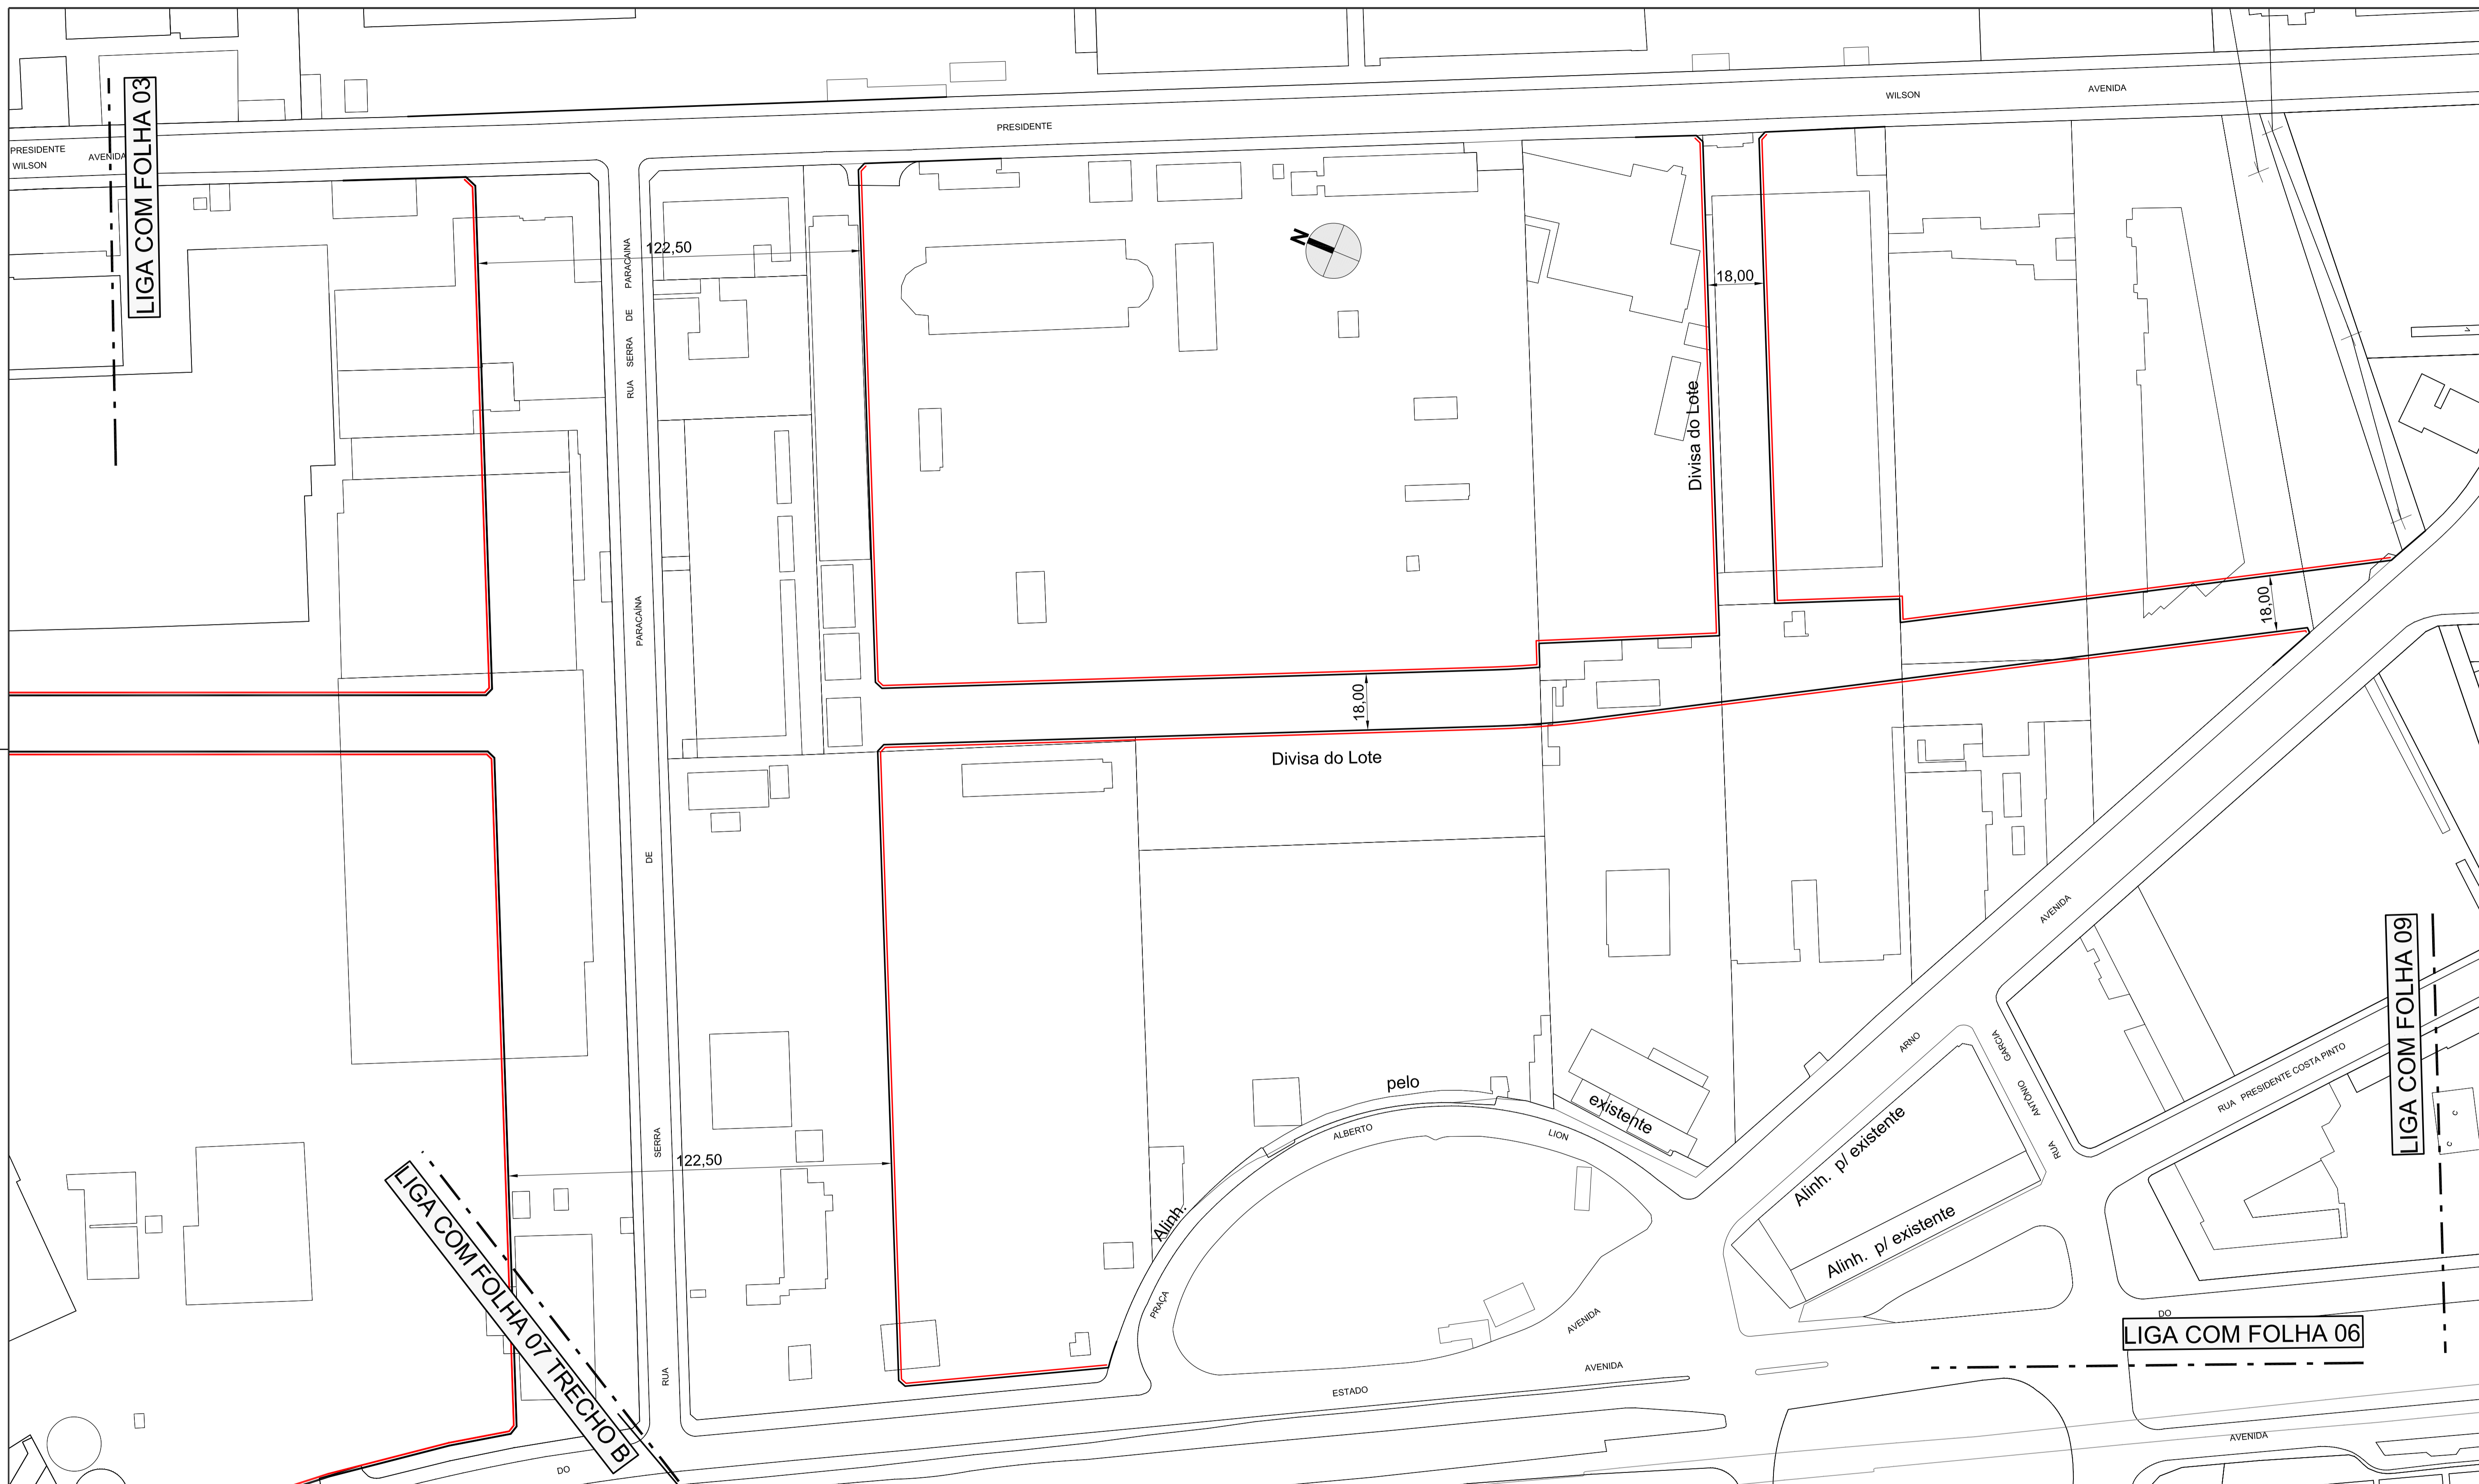 LIGA COM FOLHA 03
PRESIDENTE
WILSON
AVENIDA
PRESIDENTE
WILSON
AVENIDA
122,50
N
18,00
RUA SERRA DE PARACAINA
Divisa do Lote
PARACAÍNA
DE
SERRA
RUA
18,00
18,00
Divisa do Lote
AVENIDA
ARNO
LIGA COM FOLHA 09
RUA ANTÔNIO GARCIA
RUA PRESIDENTE COSTA PINTO
122,50
Alinh.
pelo
existente
PRAÇA
ALBERTO
LION
Alinh. p/ existente
Alinh. p/ existente
LIGA COM FOLHA 07 TRECHO B
AVENIDA
DO
LIGA COM FOLHA 06
AVENIDA
ESTADO
AVENIDA
DO